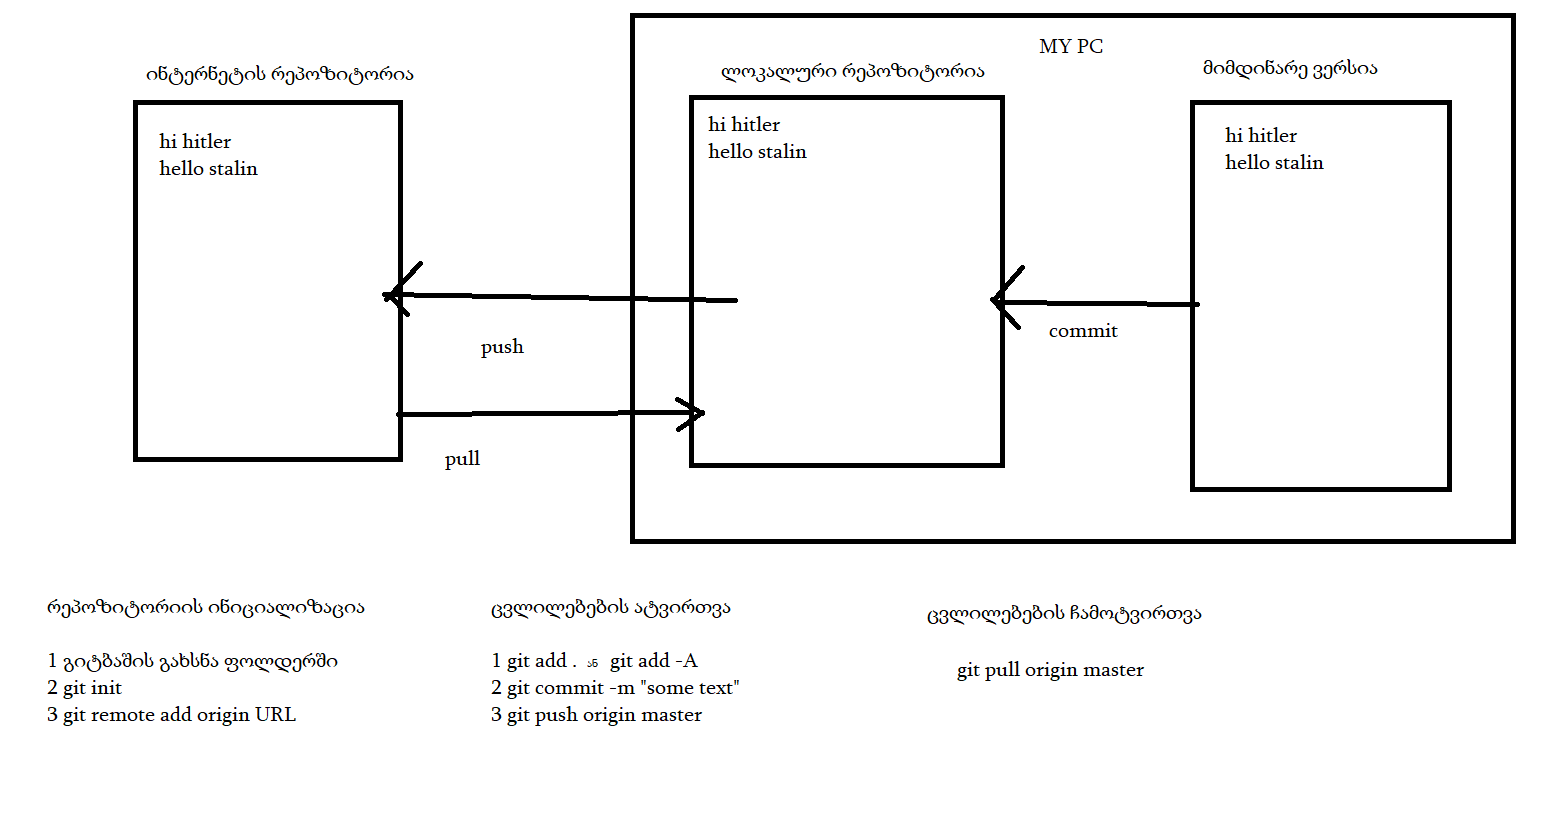 MY PC
ინტერნეტის რეპოზიტორია
ლოკალური რეპოზიტორია
მიმდინარე ვერსია
hi hitler
hello stalin
hi hitler
hello stalin
hi hitler
hello stalin
push
commit
pull
რეპოზიტორიის ინიციალიზაცია
1 გიტბაშის გახსნა ფოლდერში
2 git init
3 git remote add origin URL
ცვლილებების ატვირთვა
1 git add . ან git add -A
2 git commit -m "some text"
3 git push origin master
ცვლილებების ჩამოტვირთვა
git pull origin master